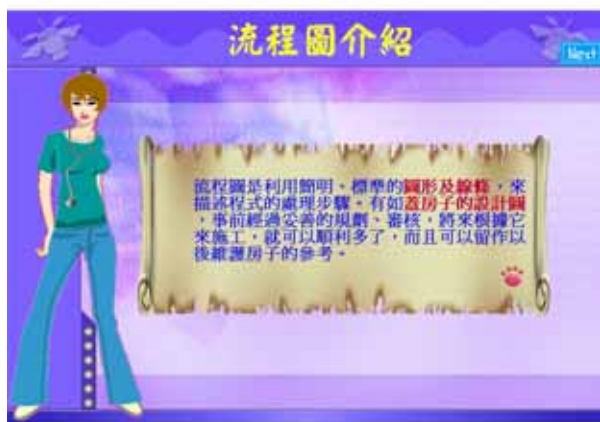 流程圖介紹
Next
流程圖是利用簡明、標準的圖形及線條，來
描述程式的處理步驟。有如蓋房子的設計圖
，事前經過妥善的規劃、審核，將來根據它
來施工，就可以順利多了，而且可以留作以
後維護房子的參考。